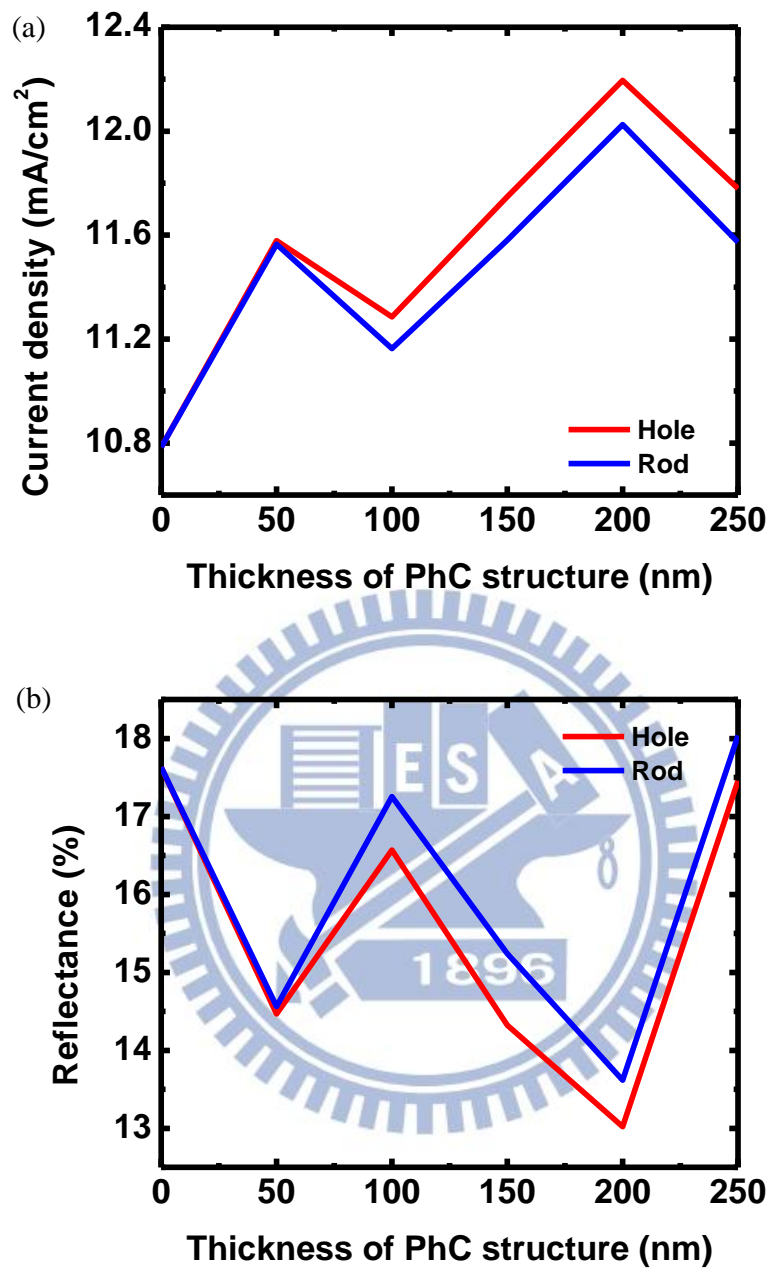 (a)
12.4
12.0
11.6
11.2
10.8
Current density (mA/cm²)
Hole
Rod
0 50 100 150 200 250
Thickness of PhC structure (nm)
(b)
18
17
16
15
14
13
Reflectance (%)
Hole
Rod
E S A
1896
0 50 100 150 200 250
Thickness of PhC structure (nm)